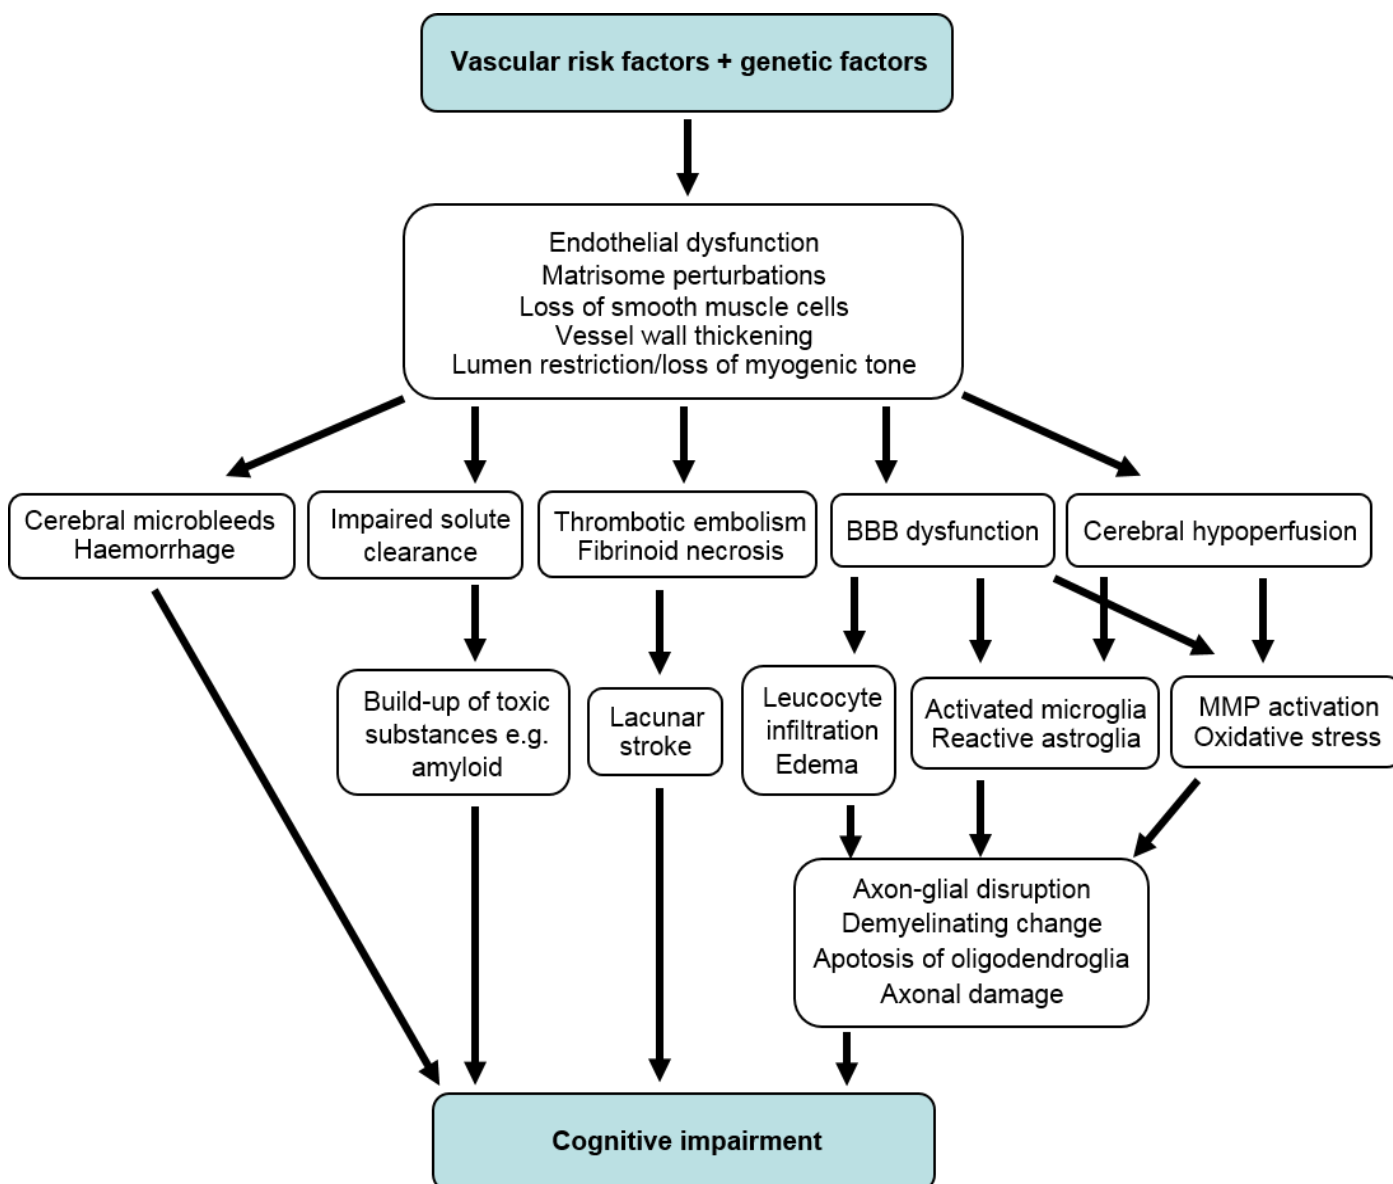 Vascular risk factors + genetic factors
Endothelial dysfunction
Matrisome perturbations
Loss of smooth muscle cells
Vessel wall thickening
Lumen restriction/loss of myogenic tone
Cerebral microbleeds
Haemorrhage
Impaired solute
clearance
Thrombotic embolism
Fibrinoid necrosis
BBB dysfunction
Cerebral hypoperfusion
Build-up of toxic
substances e.g.
amyloid
Lacunar
stroke
Leucocyte
infiltration
Edema
Activated microglia
Reactive astroglia
MMP activation
Oxidative stress
Axon-glial disruption
Demyelinating change
Apotosis of oligodendroglia
Axonal damage
Cognitive impairment